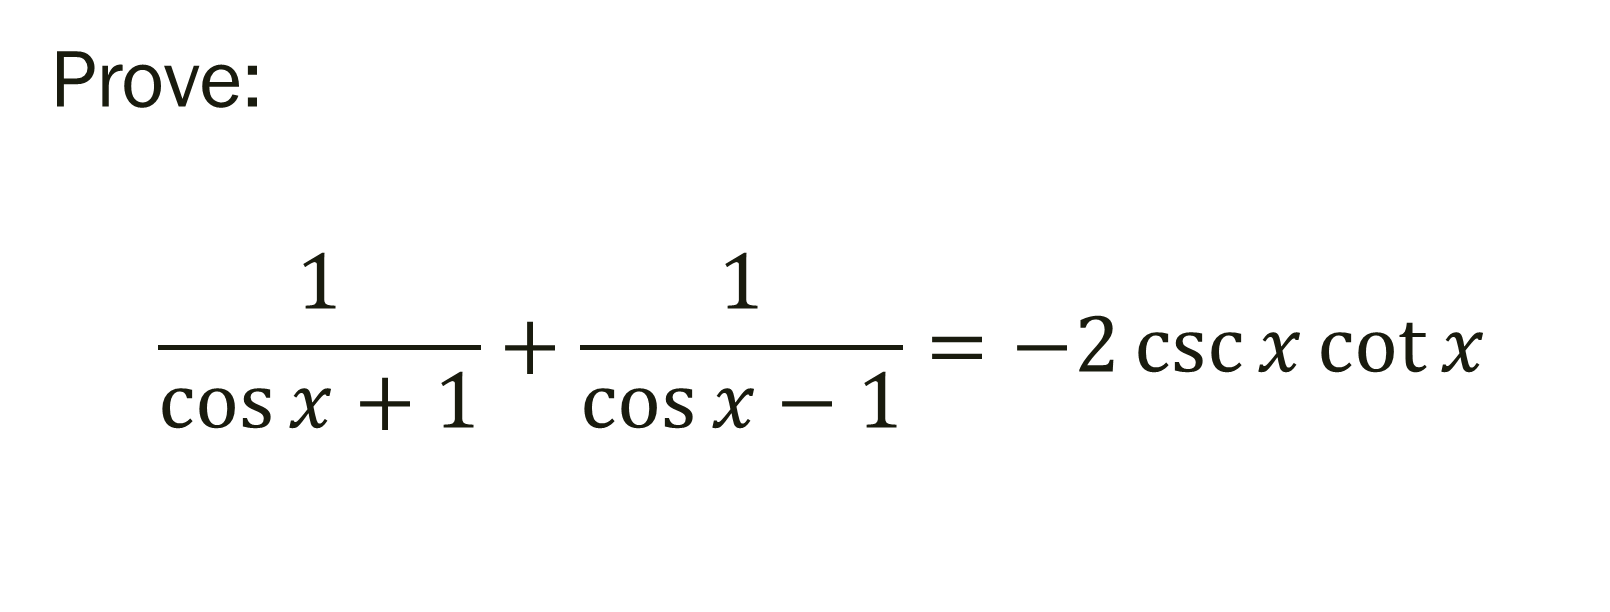 Prove:
1/(cos x + 1) + 1/(cos x − 1) = −2 csc x cot x